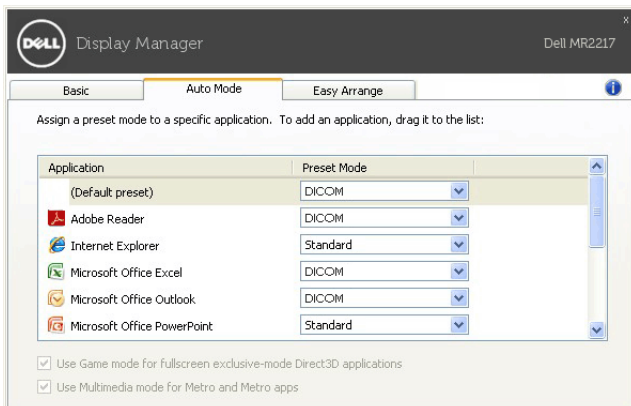 DELL Display Manager Dell MR2217 x
Basic Auto Mode Easy Arrange i
Assign a preset mode to a specific application. To add an application, drag it to the list:
Application Preset Mode
(Default preset) DICOM
Adobe Reader DICOM
Internet Explorer Standard
Microsoft Office Excel DICOM
Microsoft Office Outlook DICOM
Microsoft Office PowerPoint Standard
Use Game mode for fullscreen exclusive-mode Direct3D applications
Use Multimedia mode for Metro and Metro apps